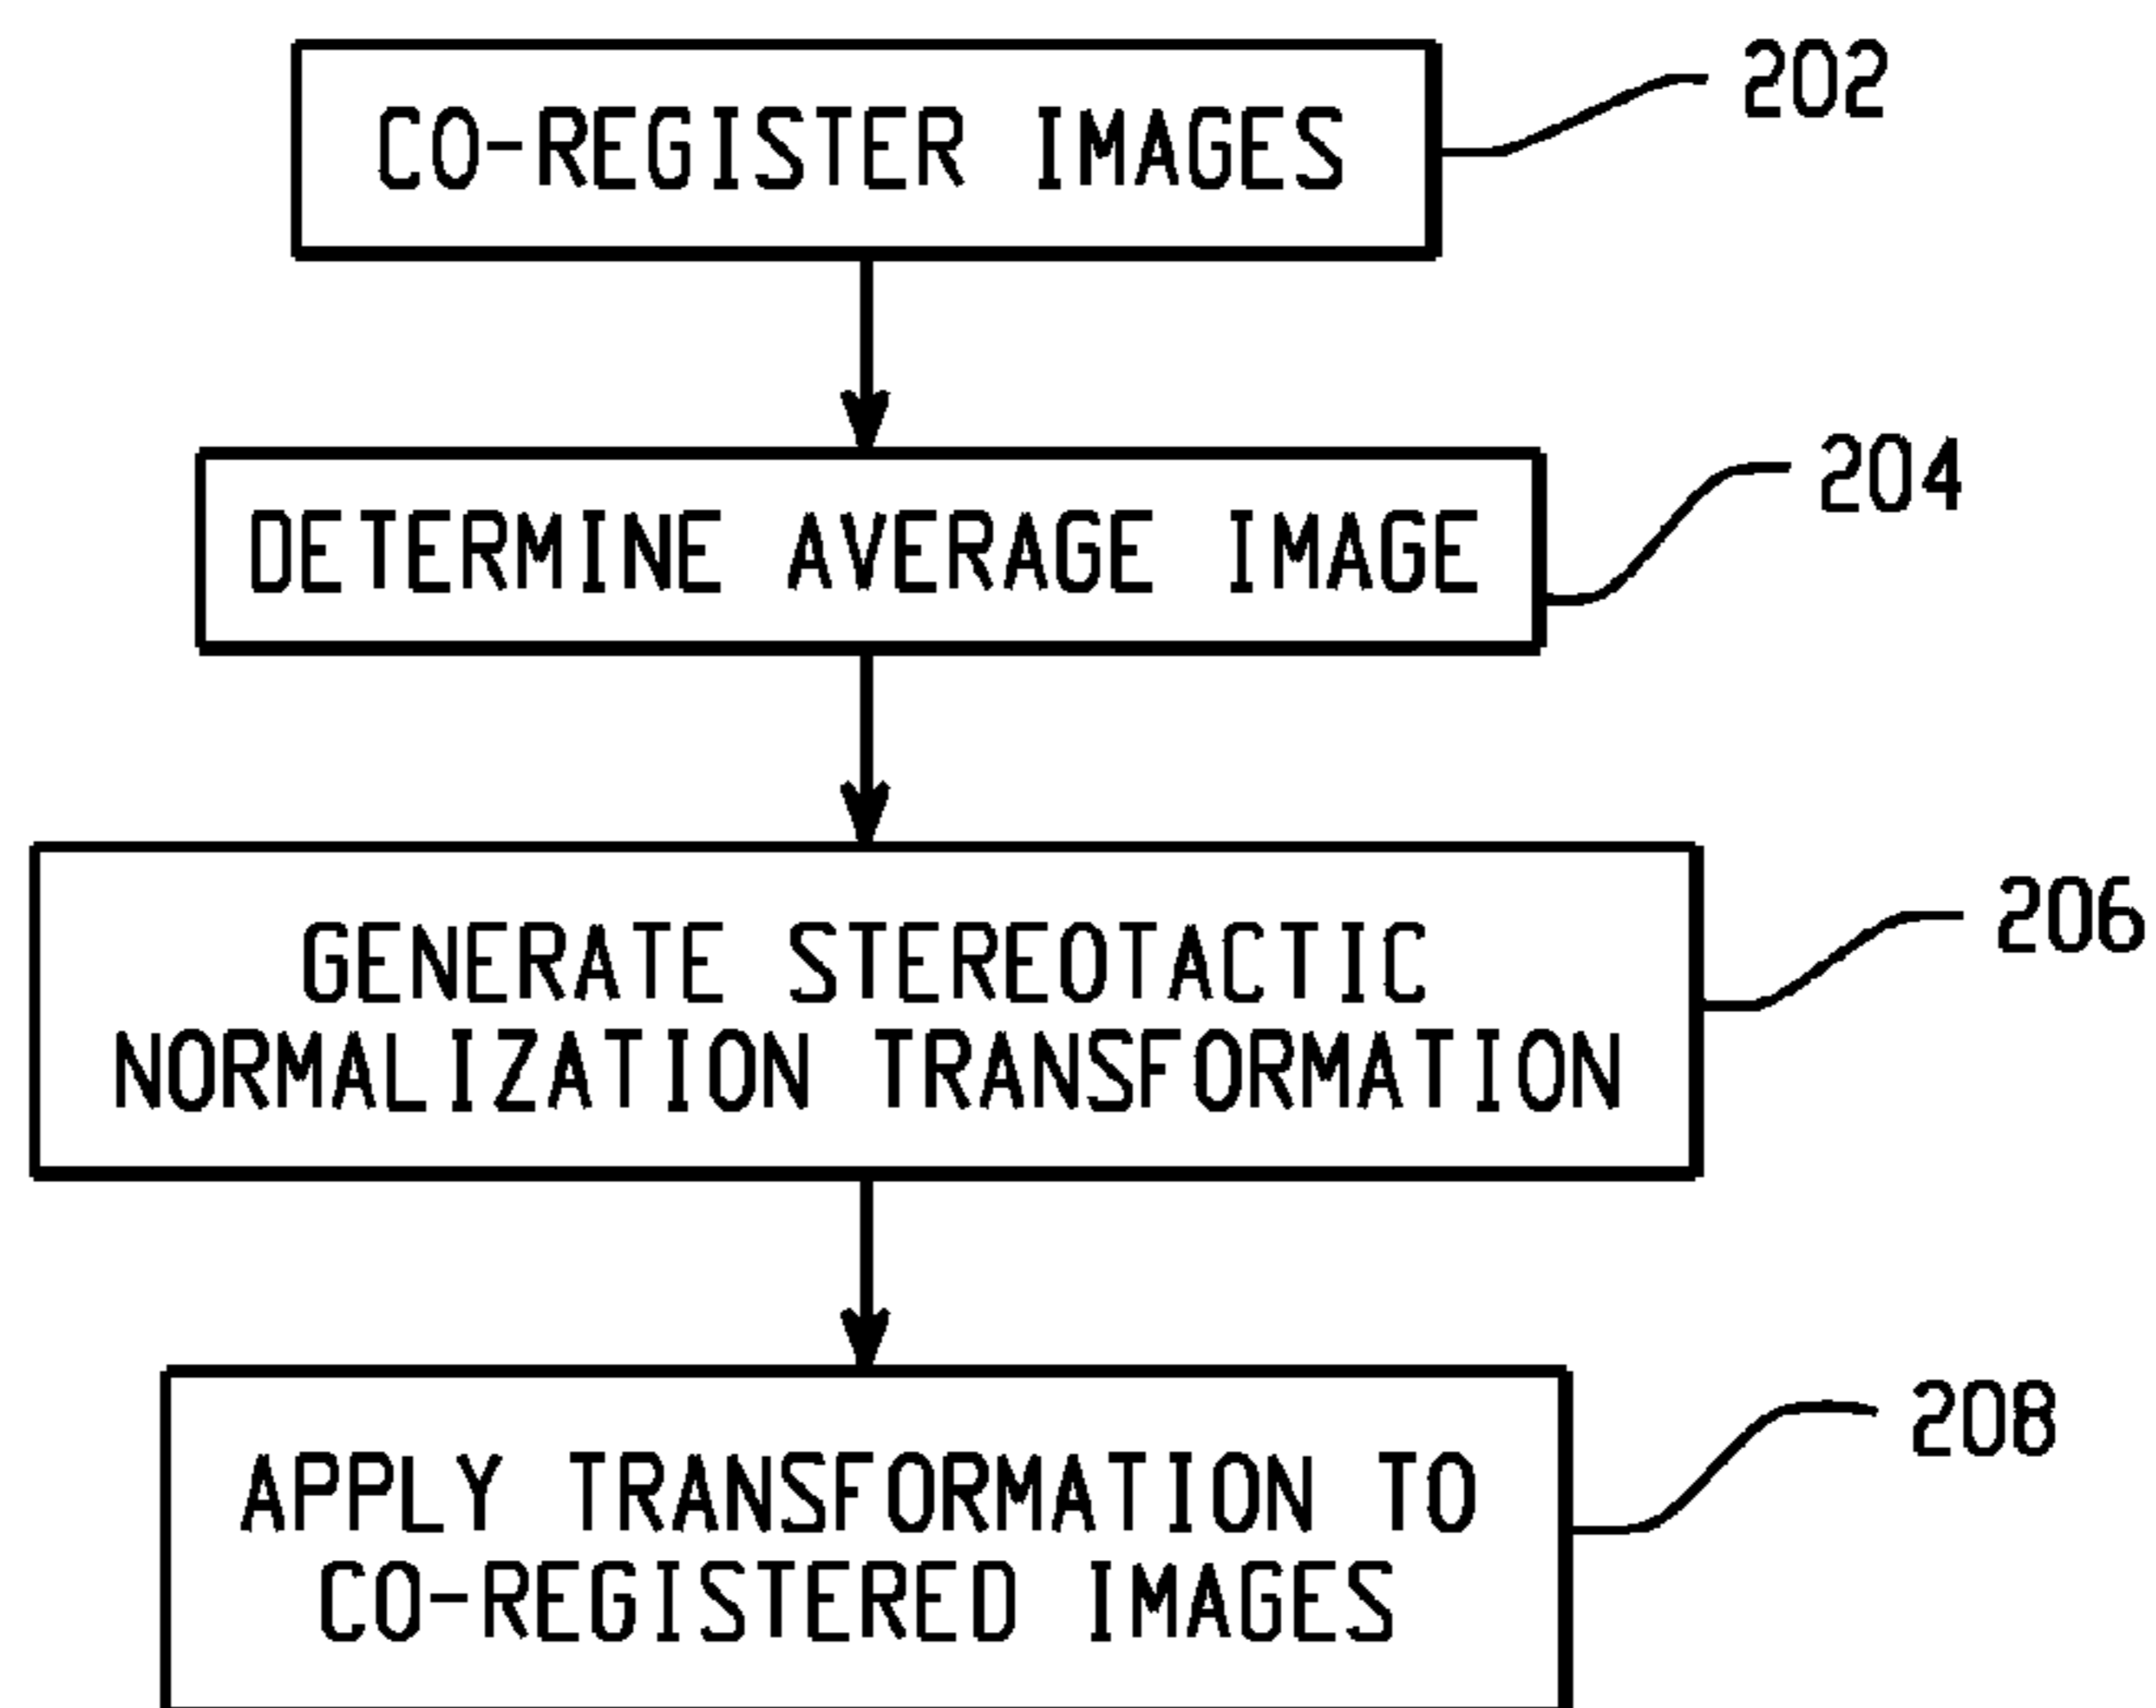 CO-REGISTER IMAGES
202
DETERMINE AVERAGE IMAGE
204
GENERATE STEREOTACTIC
NORMALIZATION TRANSFORMATION
206
APPLY TRANSFORMATION TO
CO-REGISTERED IMAGES
208